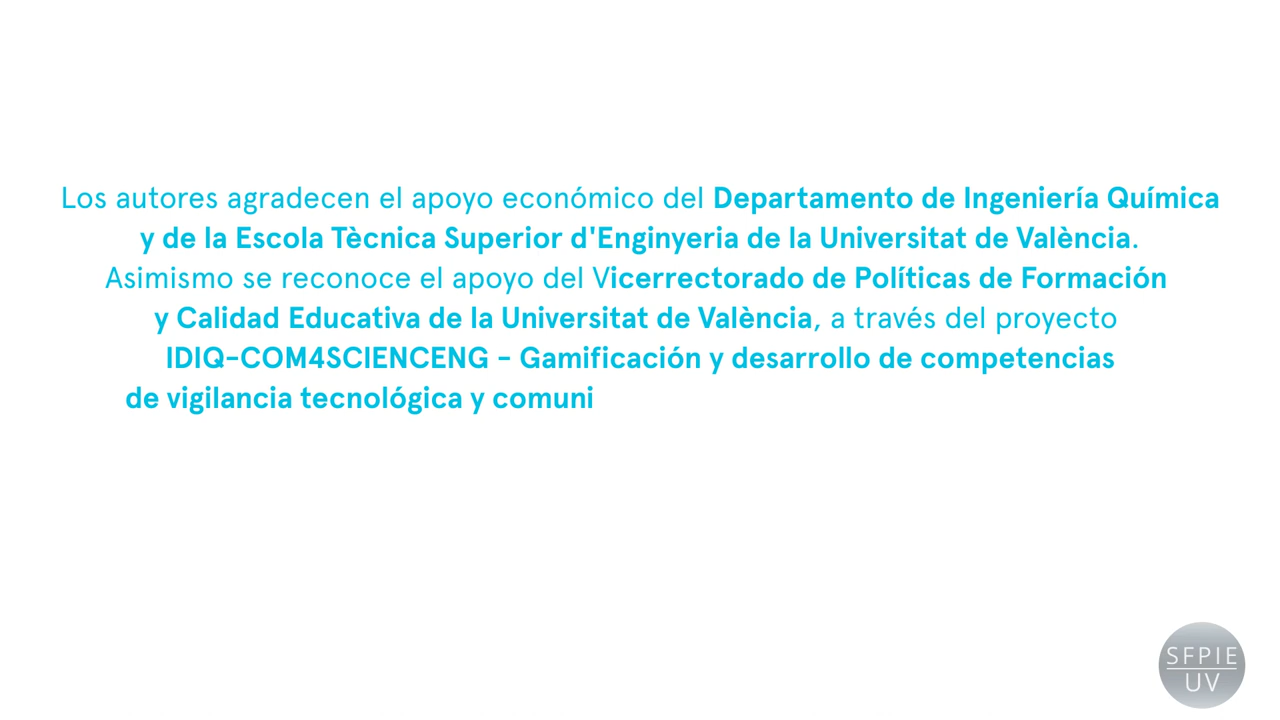 Los autores agradecen el apoyo económico del Departamento de Ingeniería Química
y de la Escola Tècnica Superior d'Enginyeria de la Universitat de València.
Asimismo se reconoce el apoyo del Vicerrectorado de Políticas de Formación
y Calidad Educativa de la Universitat de València, a través del proyecto
IDIQ-COM4SCIENCENG - Gamificación y desarrollo de competencias
de vigilancia tecnológica y comuni
SFPIE
UV